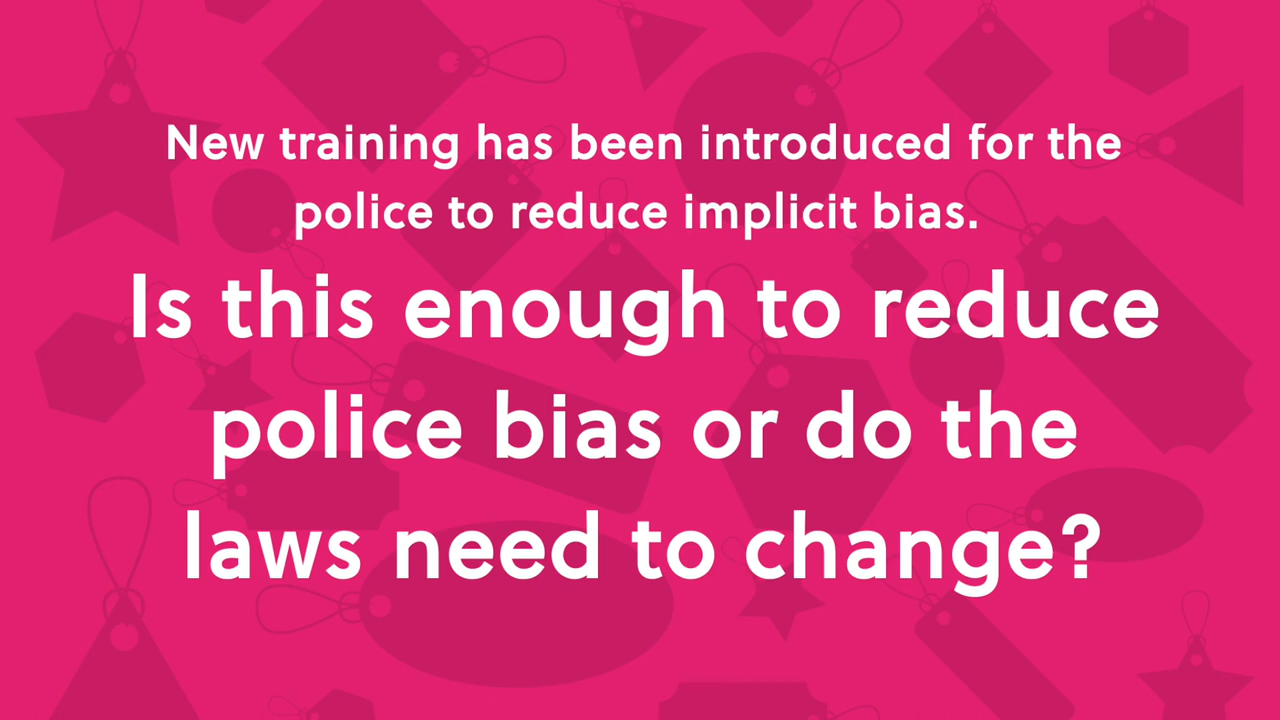 New training has been introduced for the
police to reduce implicit bias.
Is this enough to reduce
police bias or do the
laws need to change?